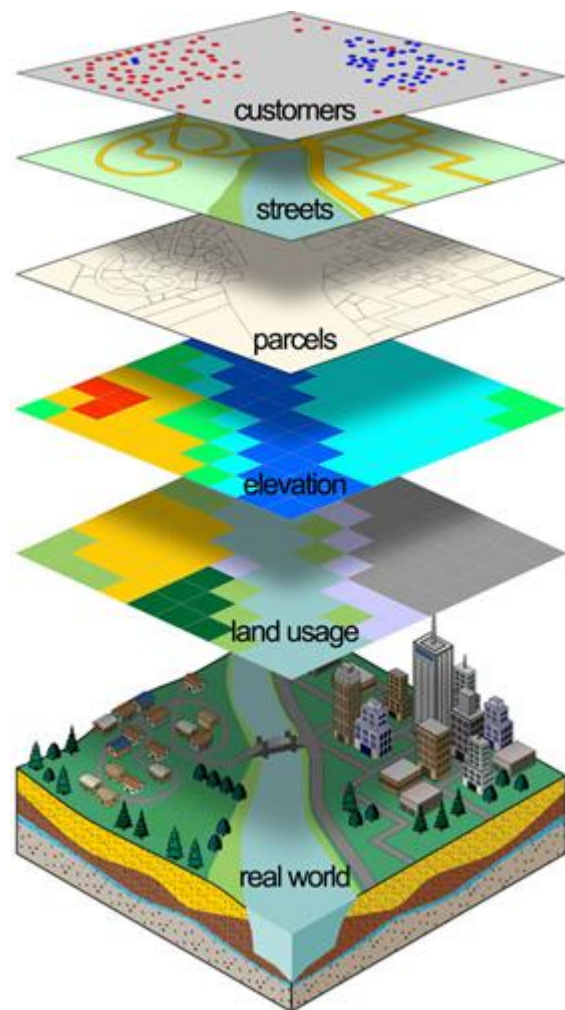 customers
streets
parcels
elevation
land usage
real world